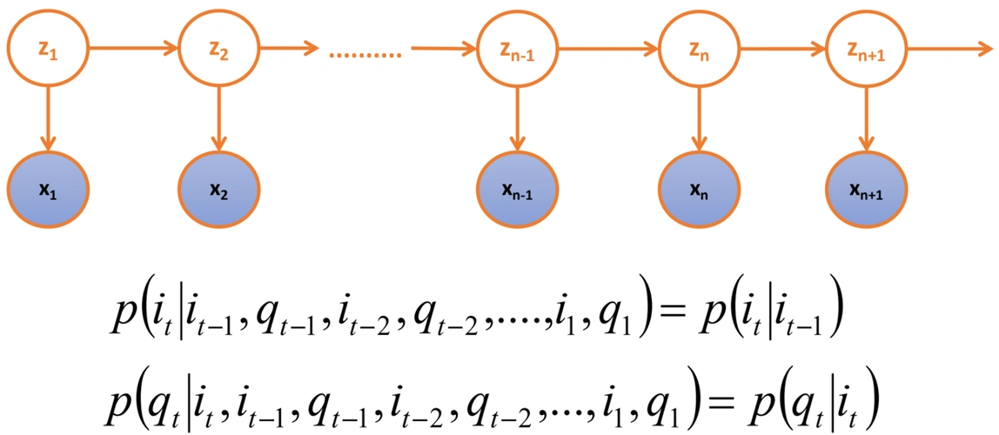 z₁ z₂ .......... zₙ₋₁ zₙ zₙ₊₁
x₁ x₂ xₙ₋₁ xₙ xₙ₊₁
p(iₜ|iₜ₋₁, qₜ₋₁, iₜ₋₂, qₜ₋₂,...., i₁, q₁) = p(iₜ|iₜ₋₁)
p(qₜ|iₜ, iₜ₋₁, qₜ₋₁, iₜ₋₂, qₜ₋₂,..., i₁, q₁) = p(qₜ|iₜ)